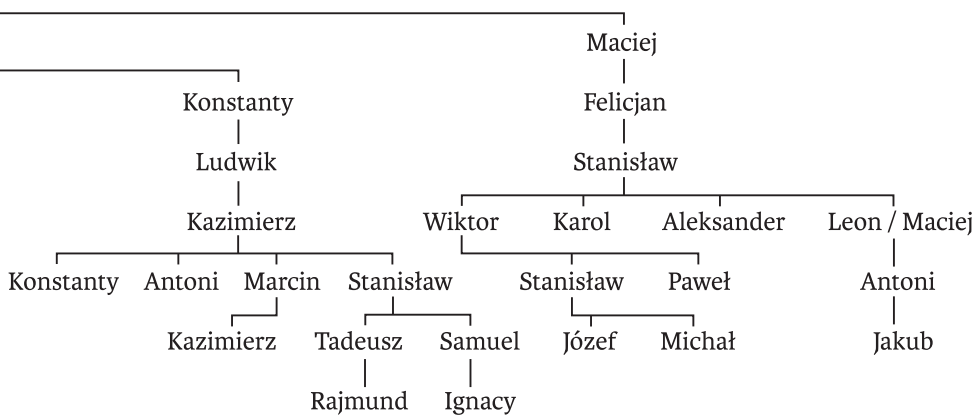 Maciej
Konstanty Felicjan
Ludwik Stanisław
Kazimierz Wiktor Karol Aleksander Leon / Maciej
Konstanty Antoni Marcin Stanisław Stanisław Paweł Antoni
Kazimierz Tadeusz Samuel Józef Michał Jakub
Rajmund Ignacy